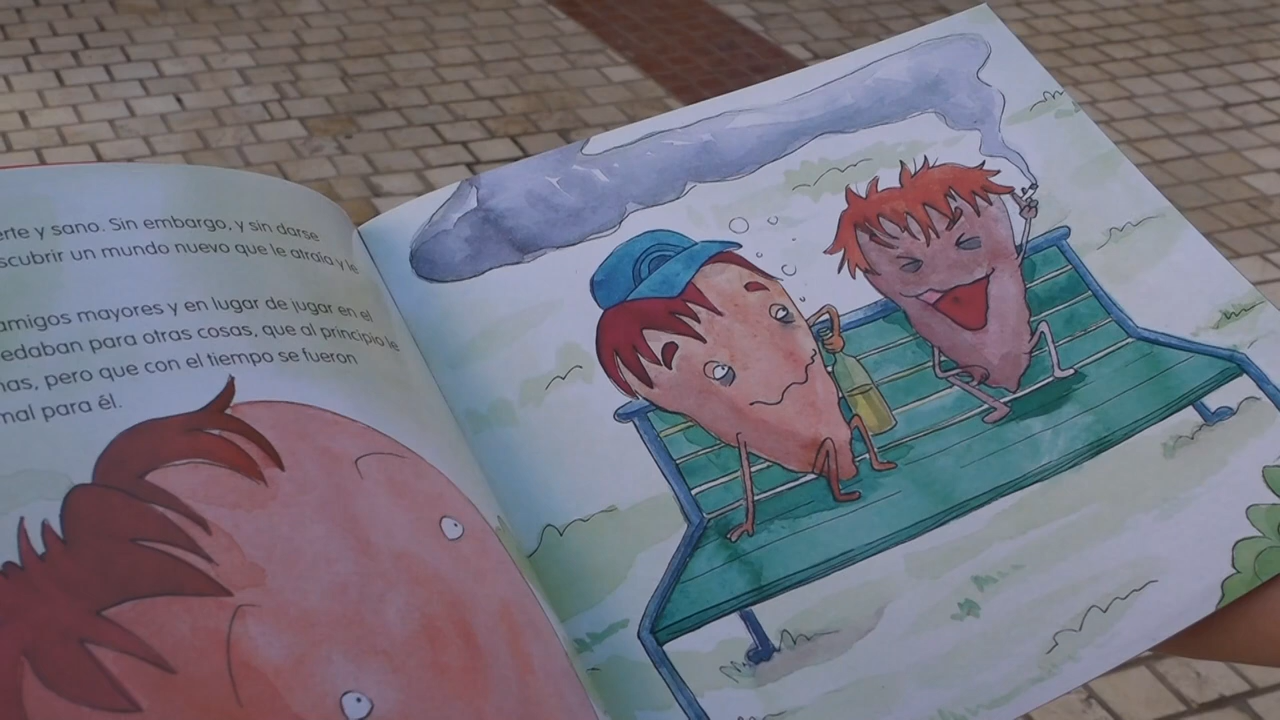 erte y sano. Sin embargo, y sin darse
scubrir un mundo nuevo que le atraía y le
amigos mayores y en lugar de jugar en el
edaban para otras cosas, que al principio le
nas, pero que con el tiempo se fueron
mal para él.